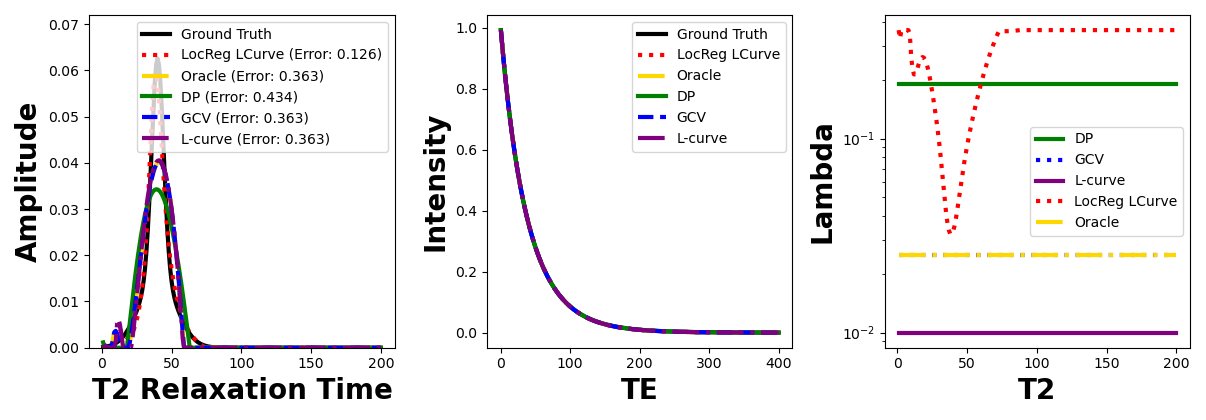 0.07
0.06
0.05
0.04
0.03
0.02
0.01
0.00
Amplitude
0
50
100
150
200
T2 Relaxation Time
Ground Truth
LocReg LCurve (Error: 0.126)
Oracle (Error: 0.363)
DP (Error: 0.434)
GCV (Error: 0.363)
L-curve (Error: 0.363)
1.0
0.8
0.6
0.4
0.2
0.0
Intensity
0
100
200
300
400
TE
Ground Truth
LocReg LCurve
Oracle
DP
GCV
L-curve
10⁻¹
10⁻²
Lambda
0
50
100
150
200
T2
DP
GCV
L-curve
LocReg LCurve
Oracle